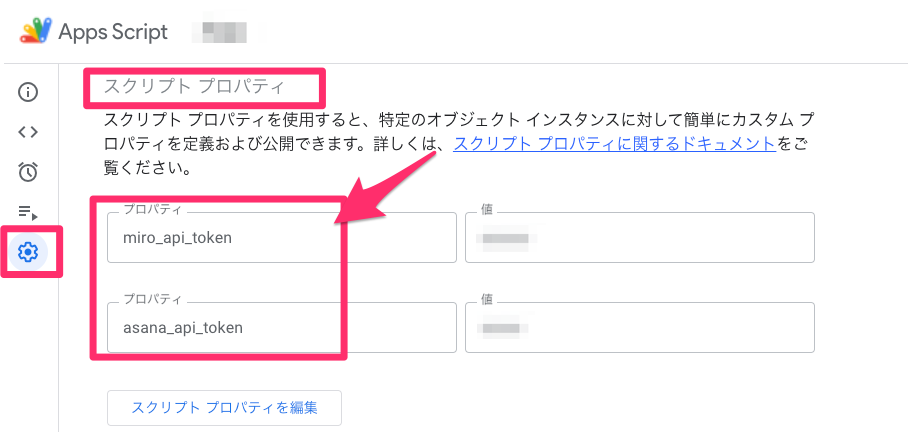 Apps Script
スクリプト プロパティ
スクリプト プロパティを使用すると、特定のオブジェクト インスタンスに対して簡単にカスタム プ
ロパティを定義および公開できます。詳しくは、スクリプト プロパティに関するドキュメントをご
覧ください。
プロパティ
値
miro_api_token
プロパティ
値
asana_api_token
スクリプト プロパティを編集